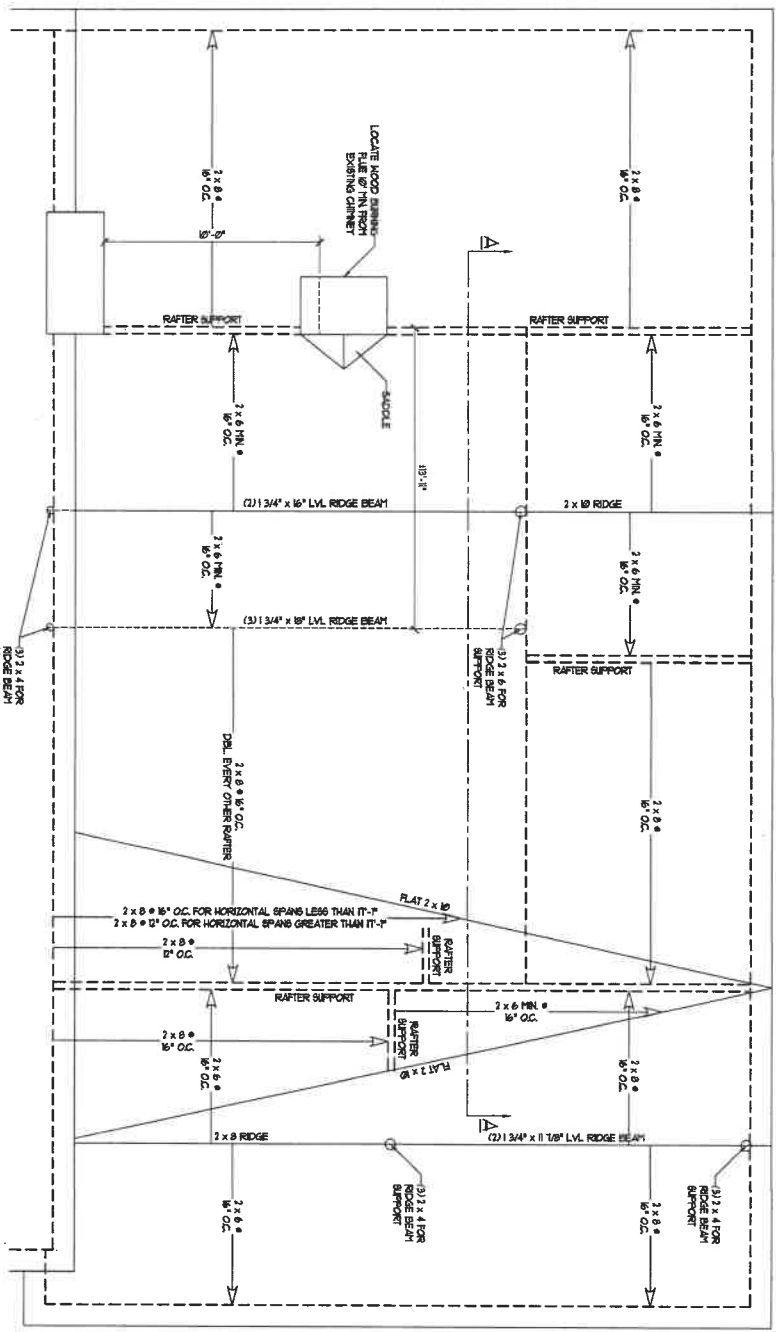 2 x 8 @
16" O.C.
2 x 8 @
16" O.C.
LOCATE WOOD BURNING
FLUE 10' MIN. FROM
EXISTING CHIMNEY
10'-0"
A
RAFTER SUPPORT
RAFTER SUPPORT
SADDLE
2 x 6 MIN. @
16" O.C.
2 x 6 MIN. @
16" O.C.
±13'-11"
(2) 1 3/4" x 16" LVL RIDGE BEAM
2 x 10 RIDGE
2 x 6 MIN. @
16" O.C.
2 x 6 MIN. @
16" O.C.
(3) 1 3/4" x 18" LVL RIDGE BEAM
(3) 2 x 4 FOR
RIDGE BEAM
(3) 2 x 6 FOR
RIDGE BEAM
SUPPORT
RAFTER SUPPORT
2 x 8 @ 16" O.C.
DBL. EVERY OTHER RAFTER
2 x 8 @
16" O.C.
FLAT 2 x 10
2 x 8 @ 16" O.C. FOR HORIZONTAL SPANS LESS THAN
2 x 8 @ 12" O.C. FOR HORIZONTAL SPANS GREATER THAN
2 x 8 @
12" O.C.
RAFTER
SUPPORT
RAFTER SUPPORT
2 x 6 MIN. @
16" O.C.
2 x 8 @
16" O.C.
RAFTER
SUPPORT
FLAT 2 x 10
2 x 6 @
16" O.C.
2 x 8 @
16" O.C.
A
2 x 8 RIDGE
(2) 1 3/4" x 11 7/8" LVL RIDGE BEAM
(3) 2 x 4 FOR
RIDGE BEAM
SUPPORT
(3) 2 x 4 FOR
RIDGE BEAM
SUPPORT
2 x 6 @
16" O.C.
2 x 8 @
16" O.C.